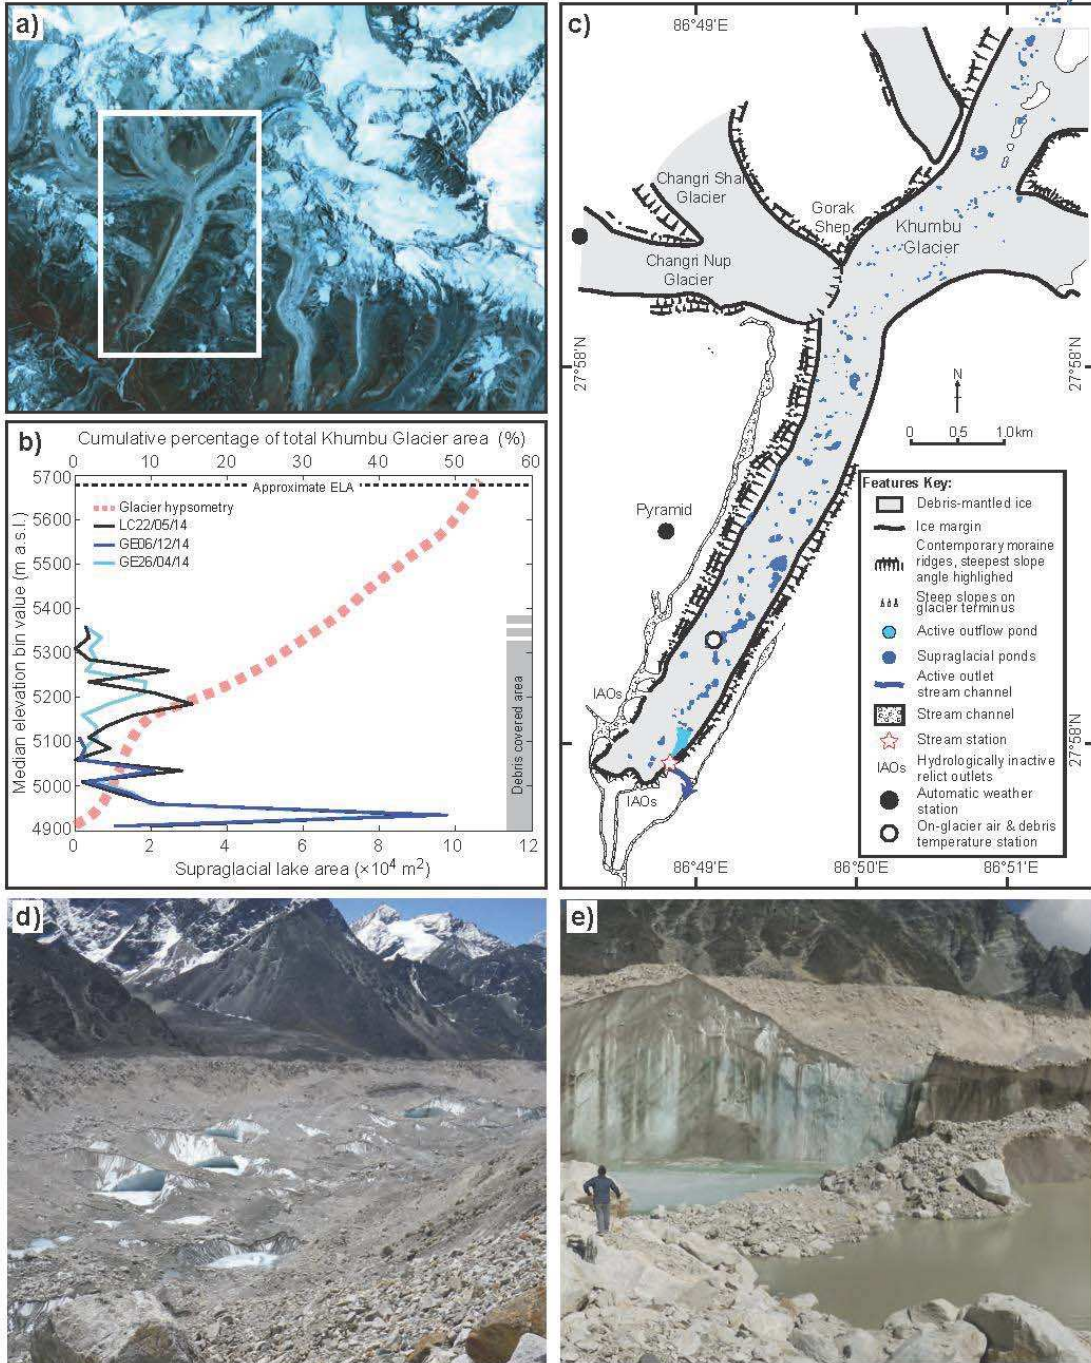 a)
b)
Cumulative percentage of total Khumbu Glacier area (%)
0 10 20 30 40 50 60
5700
5600
5500
5400
5300
5200
5100
5000
4900
Median elevation bin value (m a.s.l.)
Approximate ELA
Glacier hypsometry
LC22/05/14
GE06/12/14
GE26/04/14
Debris covered area
0 2 4 6 8 10 12
Supraglacial lake area (×10⁴ m²)
c)
86°49'E
Changri Shar
Glacier
Gorak
Shep
Khumbu
Glacier
Changri Nup
Glacier
27°58'N
27°58'N
N
0 0.5 1.0km
Pyramid
IAOs
IAOs
27°58'N
27°58'N
86°49'E
86°50'E
86°51'E
Features Key:
Debris-mantled ice
Ice margin
Contemporary moraine
ridges, steepest slope
angle highlighed
Steep slopes on
glacier terminus
Active outflow pond
Supraglacial ponds
Active outlet
stream channel
Stream channel
Stream station
IAOs Hydrologically inactive
relict outlets
Automatic weather
station
On-glacier air & debris
temperature station
d)
e)